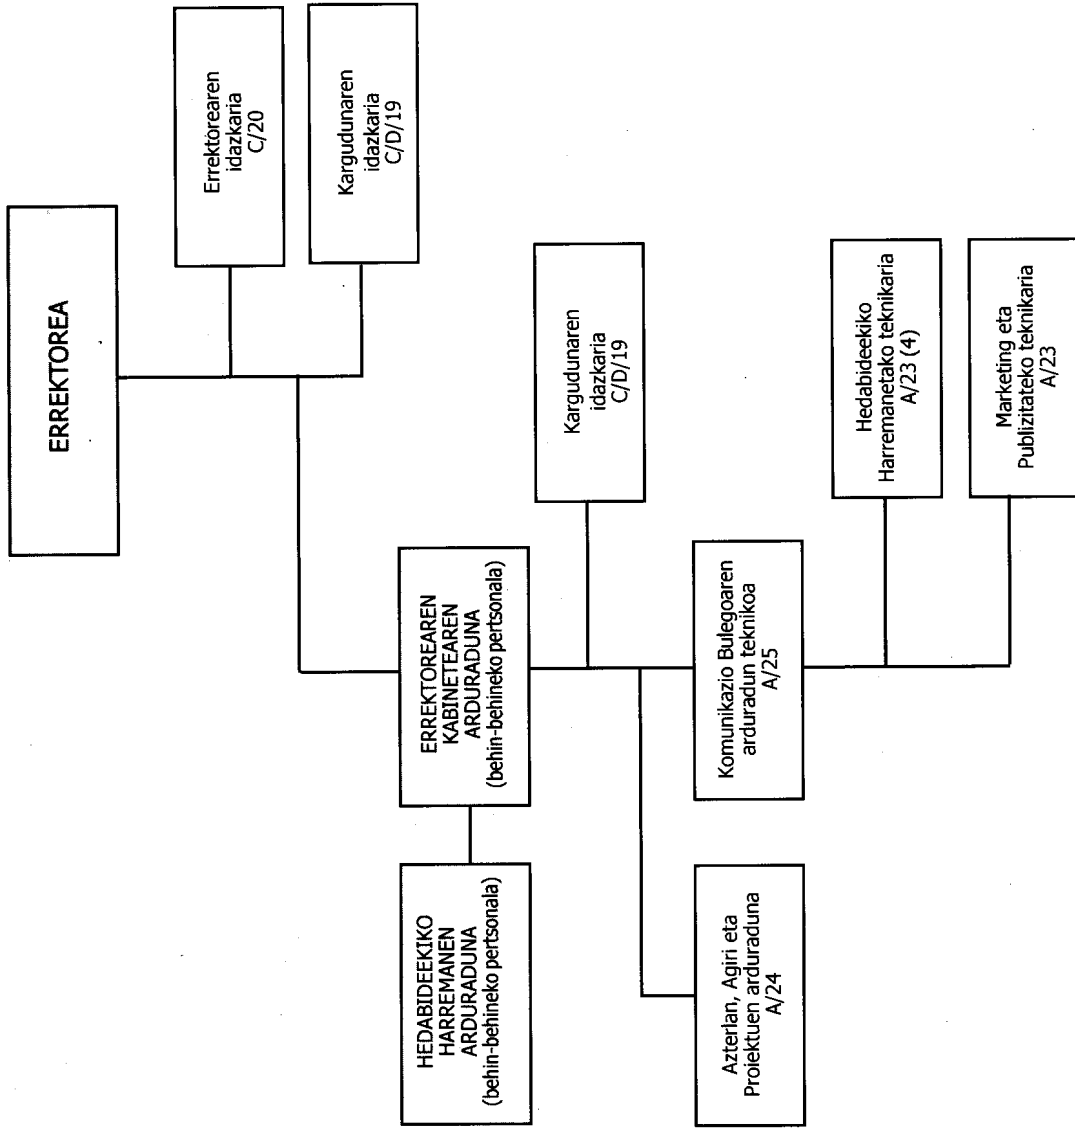 ERREKTOREA
Errektorearen
idazkaria
C/20
Kargudunaren
idazkaria
C/D/19
HEDABIDEEKIKO
HARREMANEN
ARDURADUNA
(behin-behineko pertsonala)
ERREKTOREAREN
KABINETEAREN
ARDURADUNA
(behin-behineko pertsonala)
Kargudunaren
idazkaria
C/D/19
Azterlan, Agiri eta
Proiektuen arduraduna
A/24
Komunikazio Bulegoaren
arduradun teknikoa
A/25
Hedabideekiko
Harremanetako teknikaria
A/23 (4)
Marketing eta
Publizitateko teknikaria
A/23